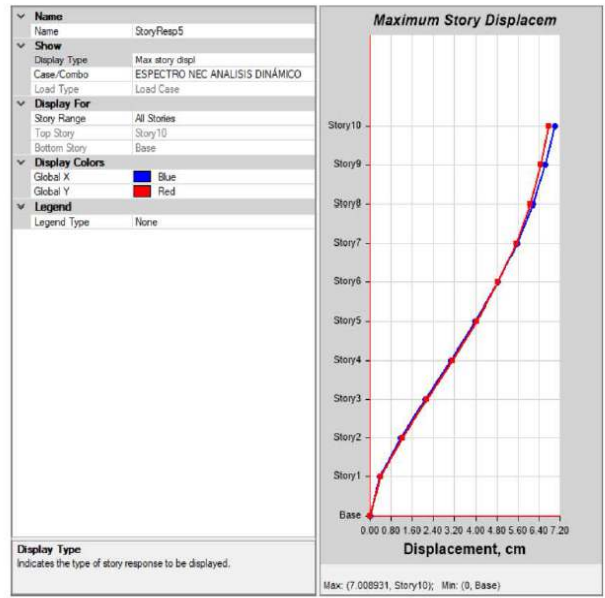 Name
Name StoryResp5
Show
Display Type Max story displ
Case/Combo ESPECTRO NEC ANALISIS DINÁMICO
Load Type Load Case
Display For
Story Range All Stories
Top Story Story10
Bottom Story Base
Display Colors
Global X Blue
Global Y Red
Legend
Legend Type None
Display Type
Indicates the type of story response to be displayed.
Maximum Story Displacem
Story10
Story9
Story8
Story7
Story6
Story5
Story4
Story3
Story2
Story1
Base
0.00 0.80 1.60 2.40 3.20 4.00 4.80 5.60 6.40 7.20
Displacement, cm
Max: (7.008931, Story10); Min: (0, Base)